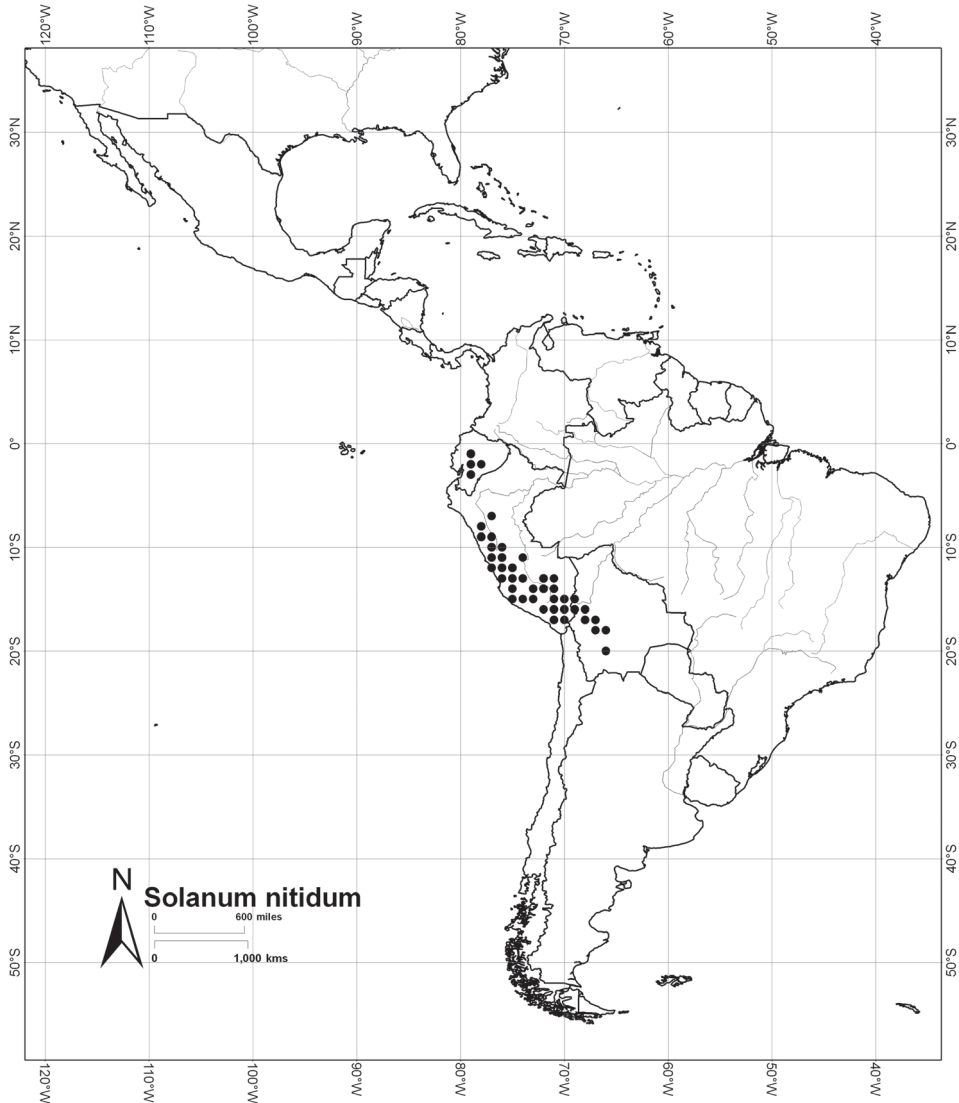 120°W 110°W 100°W 90°W 80°W 70°W 60°W 50°W 40°W
30°N 30°N
20°N 20°N
10°N 10°N
0° 0°
10°S 10°S
20°S 20°S
30°S 30°S
40°S 40°S
N
Solanum nitidum
0 600 miles
0 1,000 kms
50°S 50°S
120°W 110°W 100°W 90°W 80°W 70°W 60°W 50°W 40°W